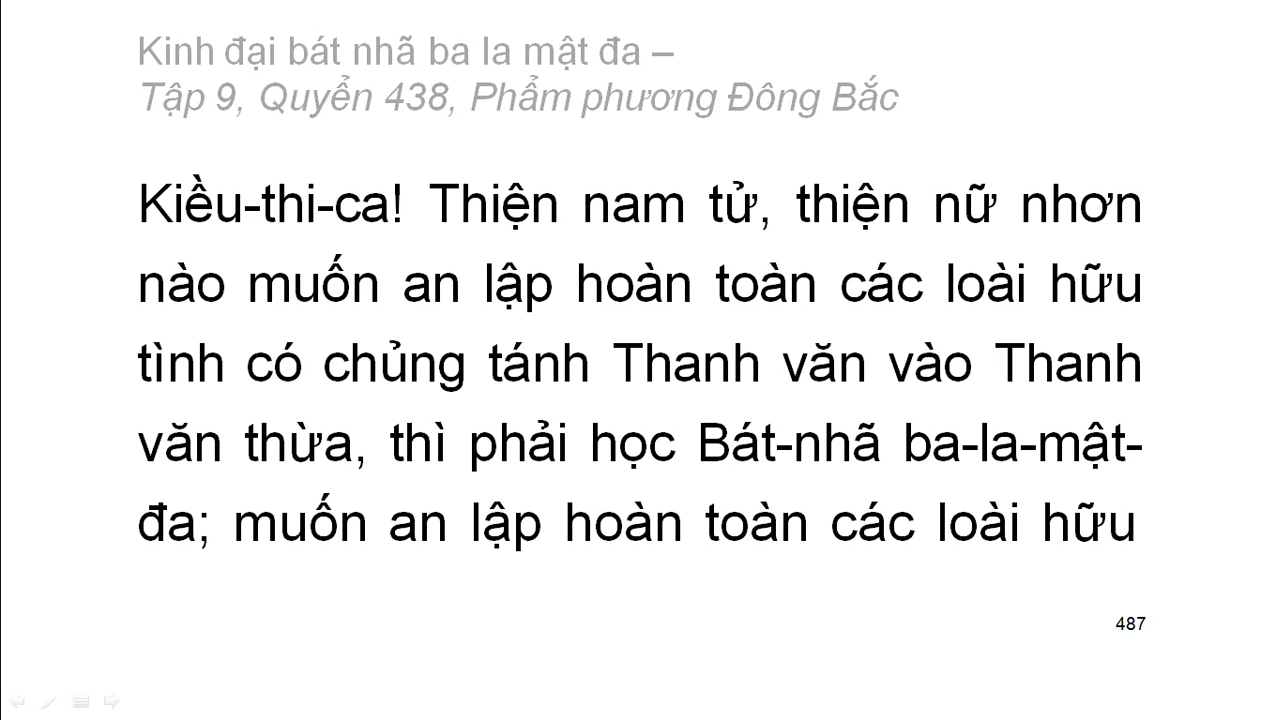 Kinh đại bát nhã ba la mật đa –
Tập 9, Quyển 438, Phẩm phương Đông Bắc
Kiều-thi-ca! Thiện nam tử, thiện nữ nhơn
nào muốn an lập hoàn toàn các loài hữu
tình có chủng tánh Thanh văn vào Thanh
văn thừa, thì phải học Bát-nhã ba-la-mật-
đa; muốn an lập hoàn toàn các loài hữu
487